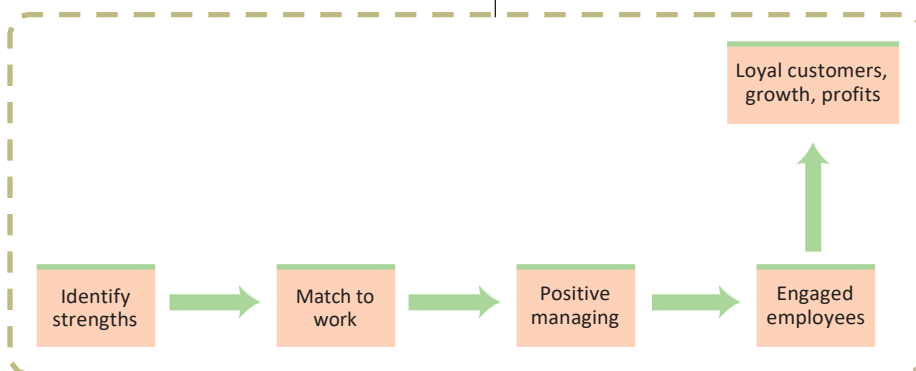 Loyal customers,
growth, profits
Identify
strengths
Match to
work
Positive
managing
Engaged
employees